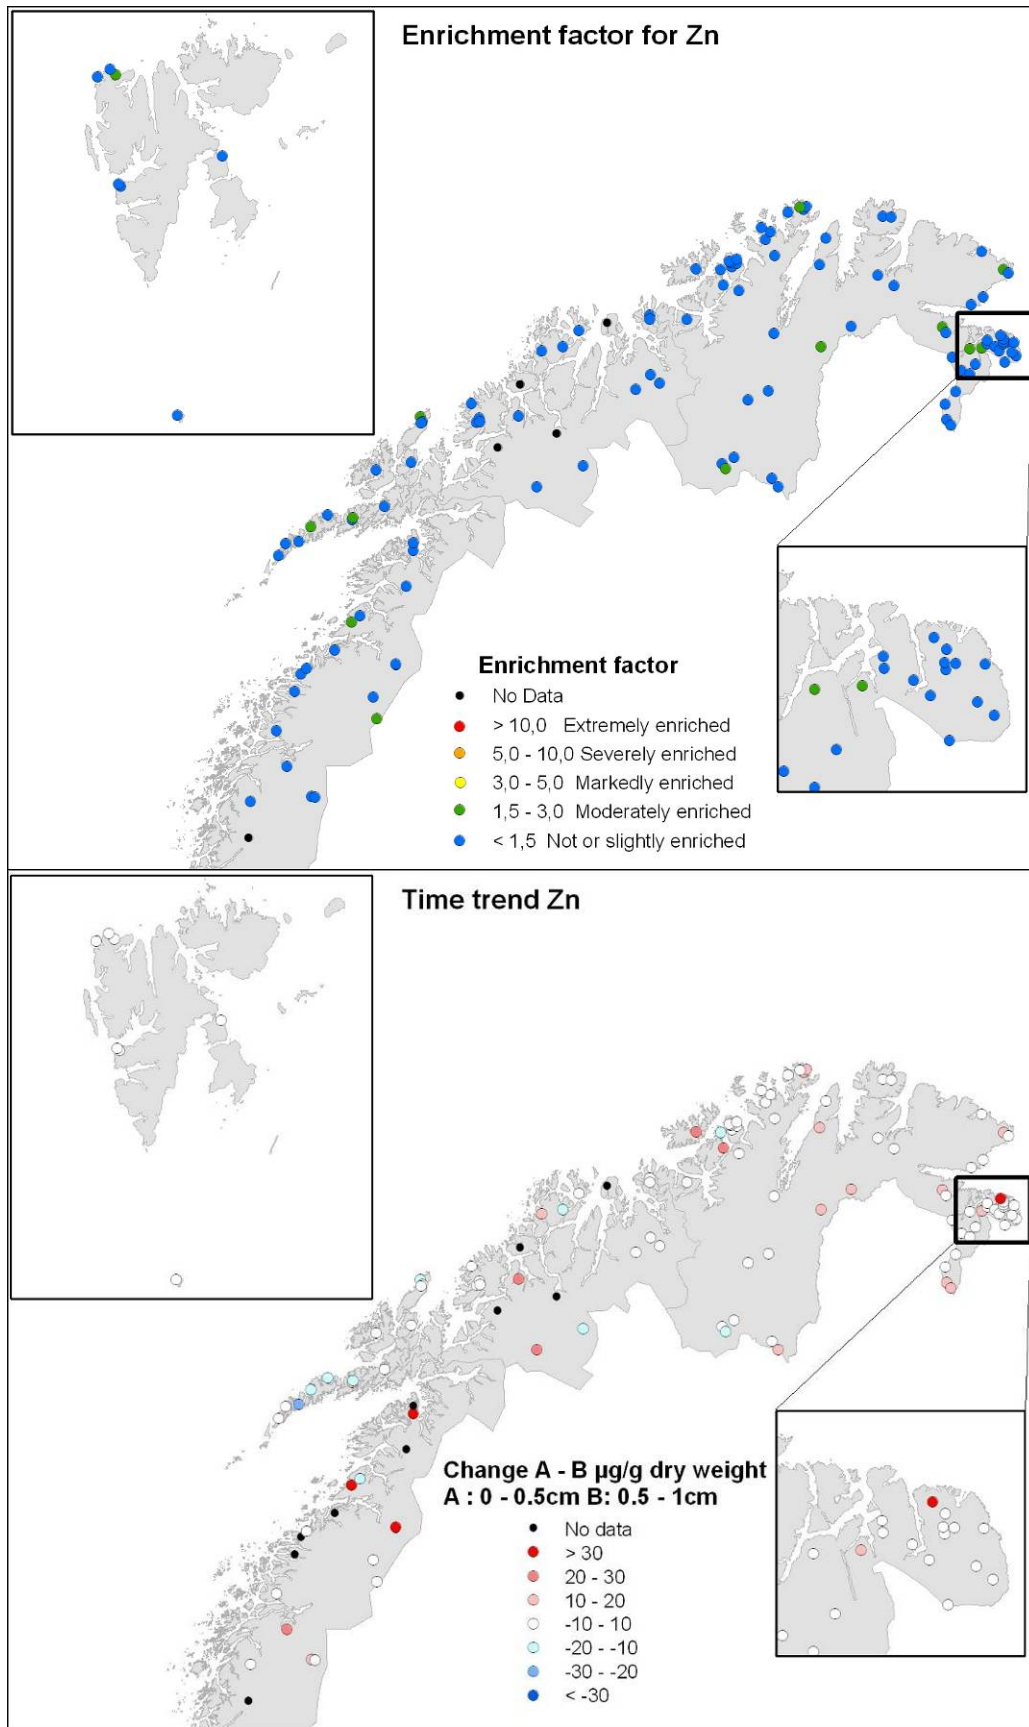 Enrichment factor for Zn
Enrichment factor
No Data
> 10,0 Extremely enriched
5,0 - 10,0 Severely enriched
3,0 - 5,0 Markedly enriched
1,5 - 3,0 Moderately enriched
< 1,5 Not or slightly enriched
Time trend Zn
Change A - B µg/g dry weight
A : 0 - 0.5cm B: 0.5 - 1cm
No data
> 30
20 - 30
10 - 20
-10 - 10
-20 - -10
-30 - -20
< -30